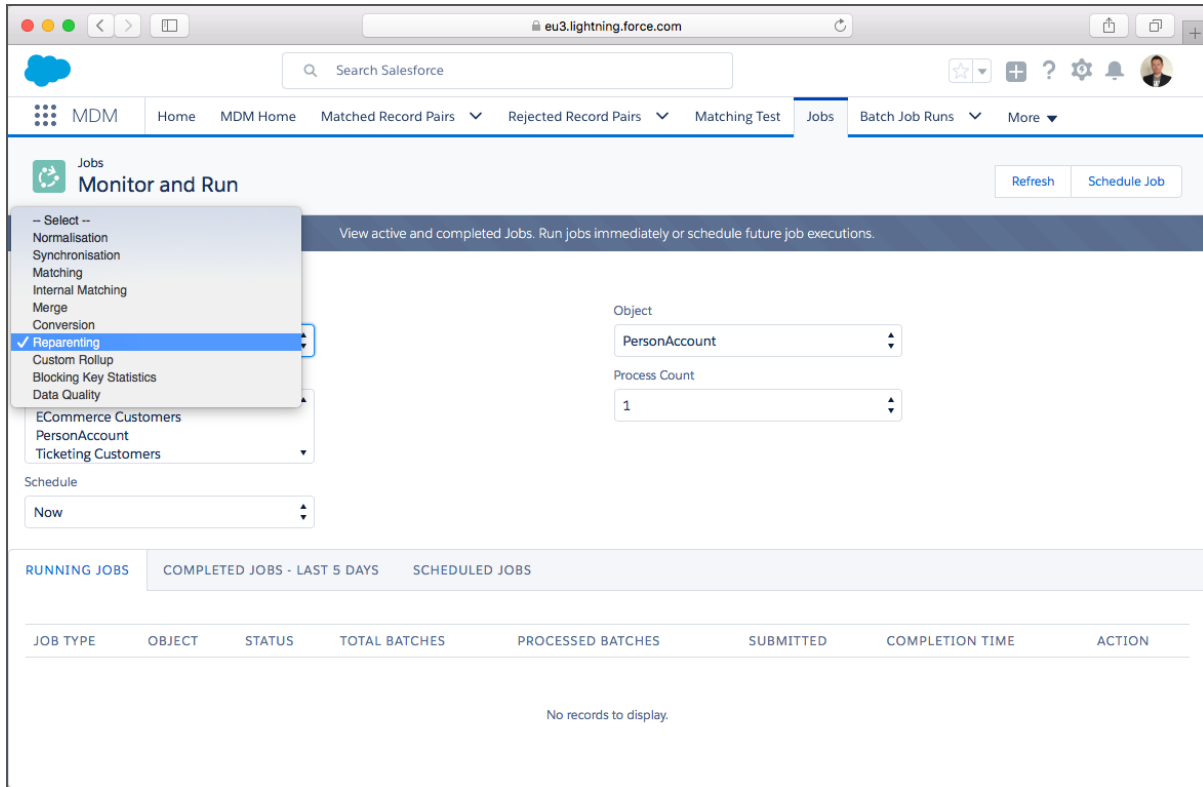 eu3.lightning.force.com
Search Salesforce
MDM Home MDM Home Matched Record Pairs Rejected Record Pairs Matching Test Jobs Batch Job Runs More
Jobs
Monitor and Run
Refresh Schedule Job
View active and completed Jobs. Run jobs immediately or schedule future job executions.
-- Select --
Normalisation
Synchronisation
Matching
Internal Matching
Merge
Conversion
✓ Reparenting
Custom Rollup
Blocking Key Statistics
Data Quality
Object
PersonAccount
Process Count
1
ECommerce Customers
PersonAccount
Ticketing Customers
Schedule
Now
RUNNING JOBS COMPLETED JOBS - LAST 5 DAYS SCHEDULED JOBS
JOB TYPE OBJECT STATUS TOTAL BATCHES PROCESSED BATCHES SUBMITTED COMPLETION TIME ACTION
No records to display.